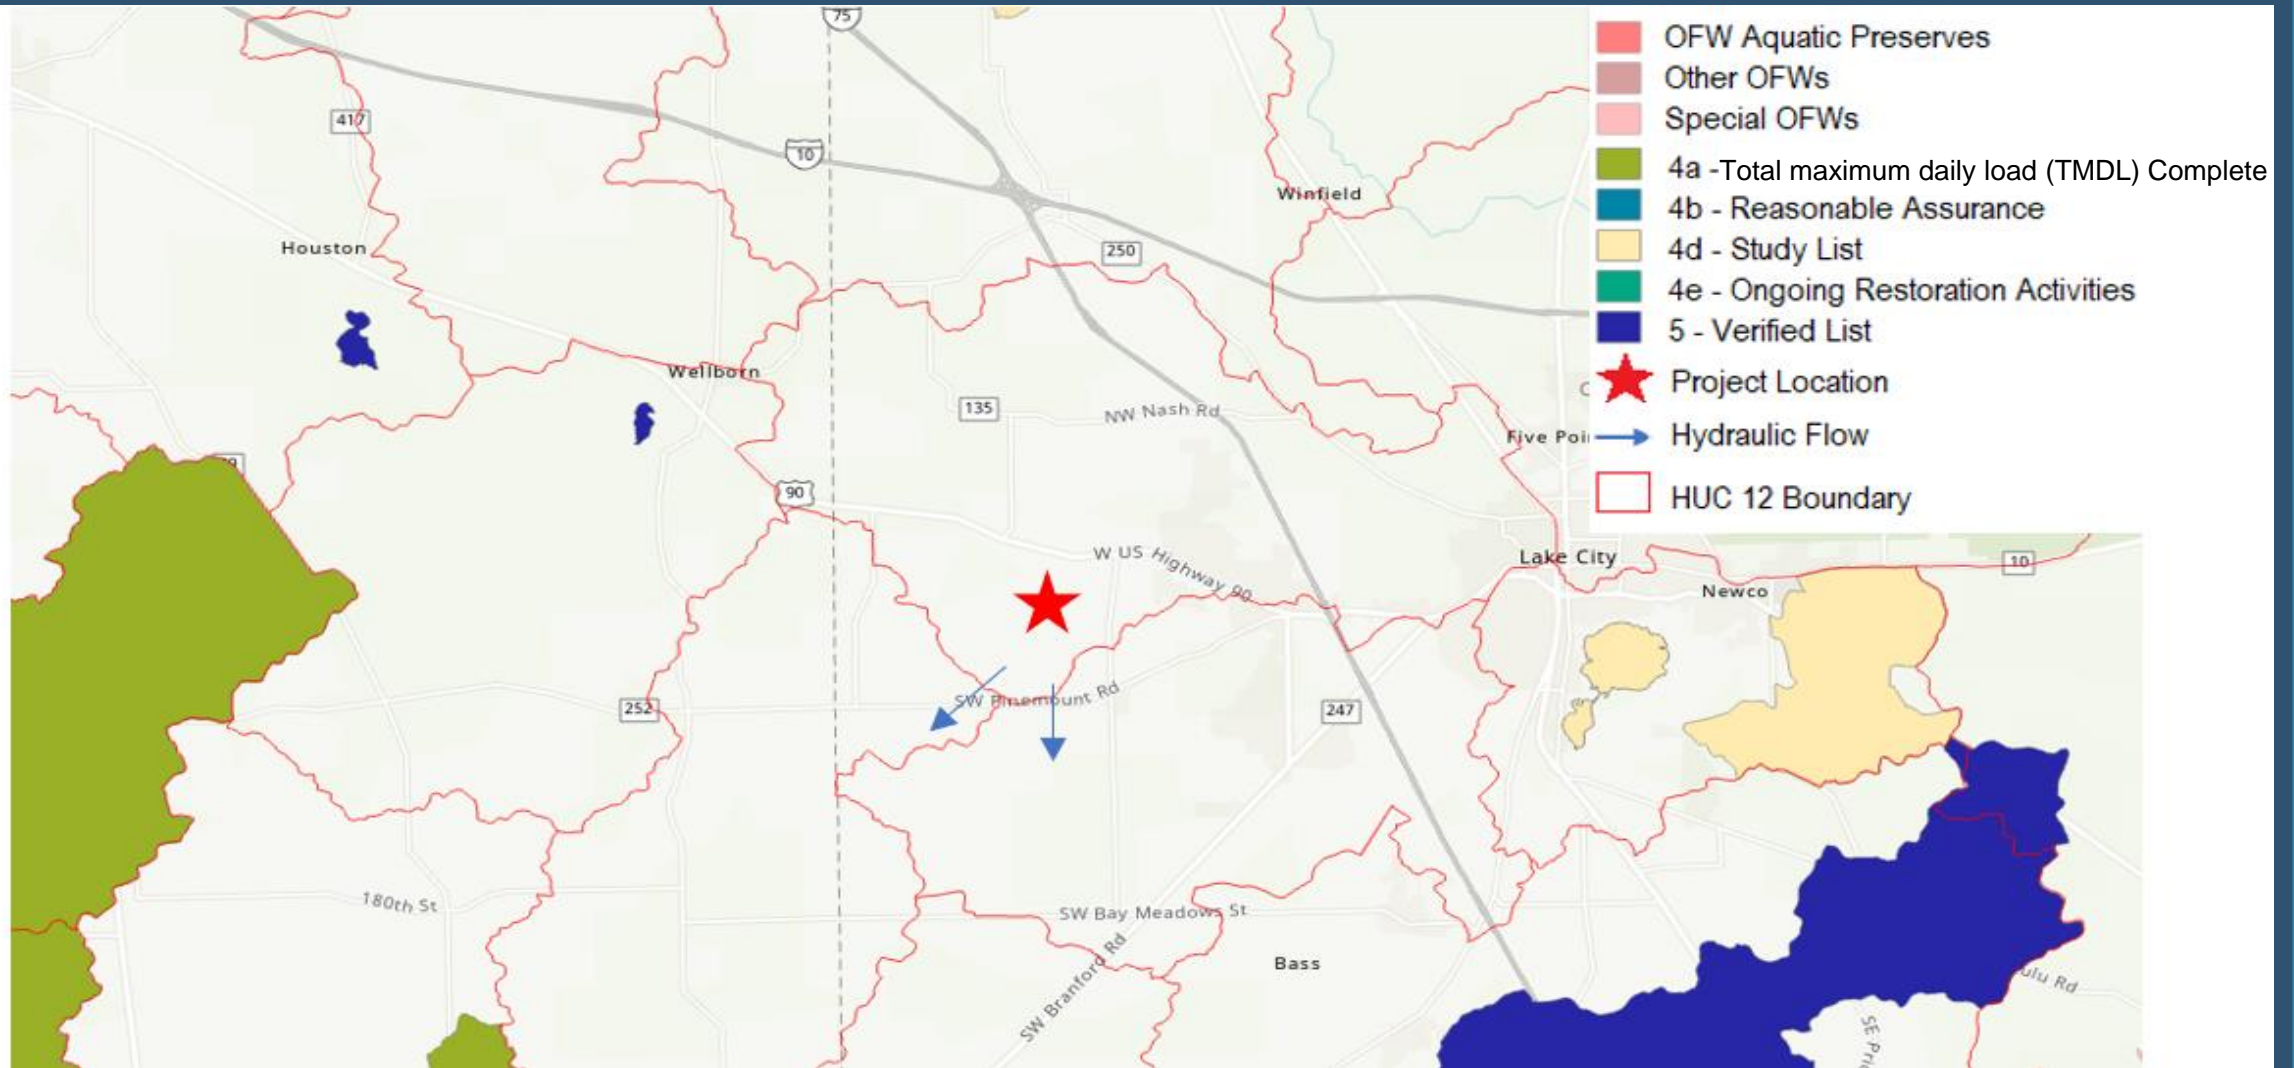 75
OFW Aquatic Preserves
Other OFWs
Special OFWs
4a -Total maximum daily load (TMDL) Complete
4b - Reasonable Assurance
4d - Study List
4e - Ongoing Restoration Activities
5 - Verified List
Project Location
Hydraulic Flow
HUC 12 Boundary
417
10
Winfield
Houston
250
Wellborn
135
NW Nash Rd
Five Poi
90
W US Highway 90
Lake City
10
Newco
SW Pinemount Rd
252
247
180th St
SW Bay Meadows St
SW Branford Rd
Bass
ulu Rd